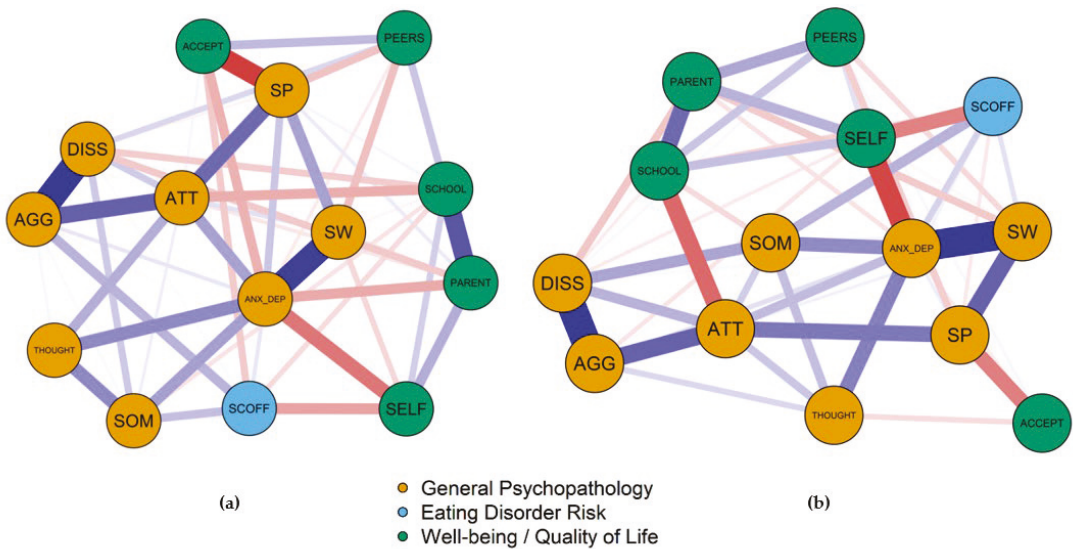 ACCEPT
PEERS
SP
DISS
ATT
SCHOOL
AGG
SW
PARENT
ANX_DEP
THOUGHT
SOM
SCOFF
SELF
(a)
PEERS
PARENT
SCOFF
SELF
SCHOOL
SOM
ANX_DEP
SW
DISS
ATT
SP
AGG
THOUGHT
ACCEPT
(b)
General Psychopathology
Eating Disorder Risk
Well-being / Quality of Life